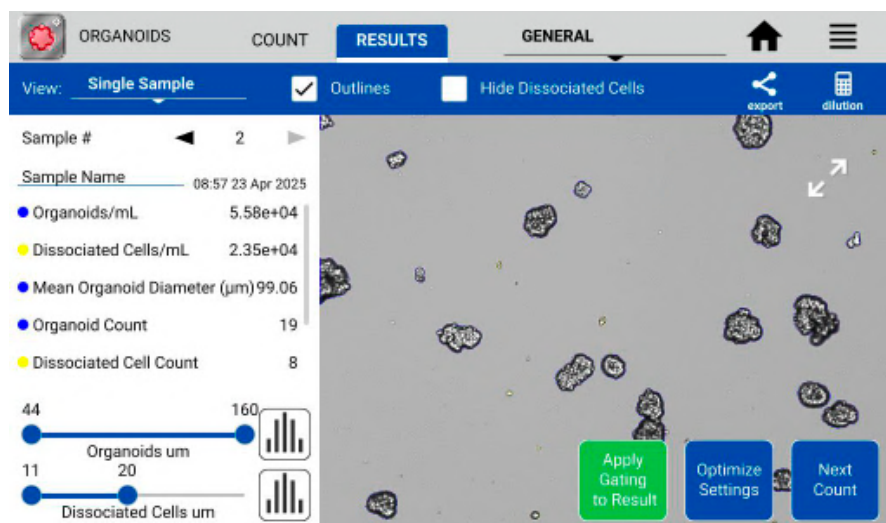 ORGANOIDS COUNT RESULTS GENERAL
View: Single Sample Outlines Hide Dissociated Cells export dilution
Sample # 2
Sample Name 08:57 23 Apr 2025
Organoids/mL 5.58e+04
Dissociated Cells/mL 2.35e+04
Mean Organoid Diameter (μm) 99.06
Organoid Count 19
Dissociated Cell Count 8
44 160
Organoids um
11 20
Dissociated Cells um
Apply
Gating
to Result
Optimize
Settings
Next
Count